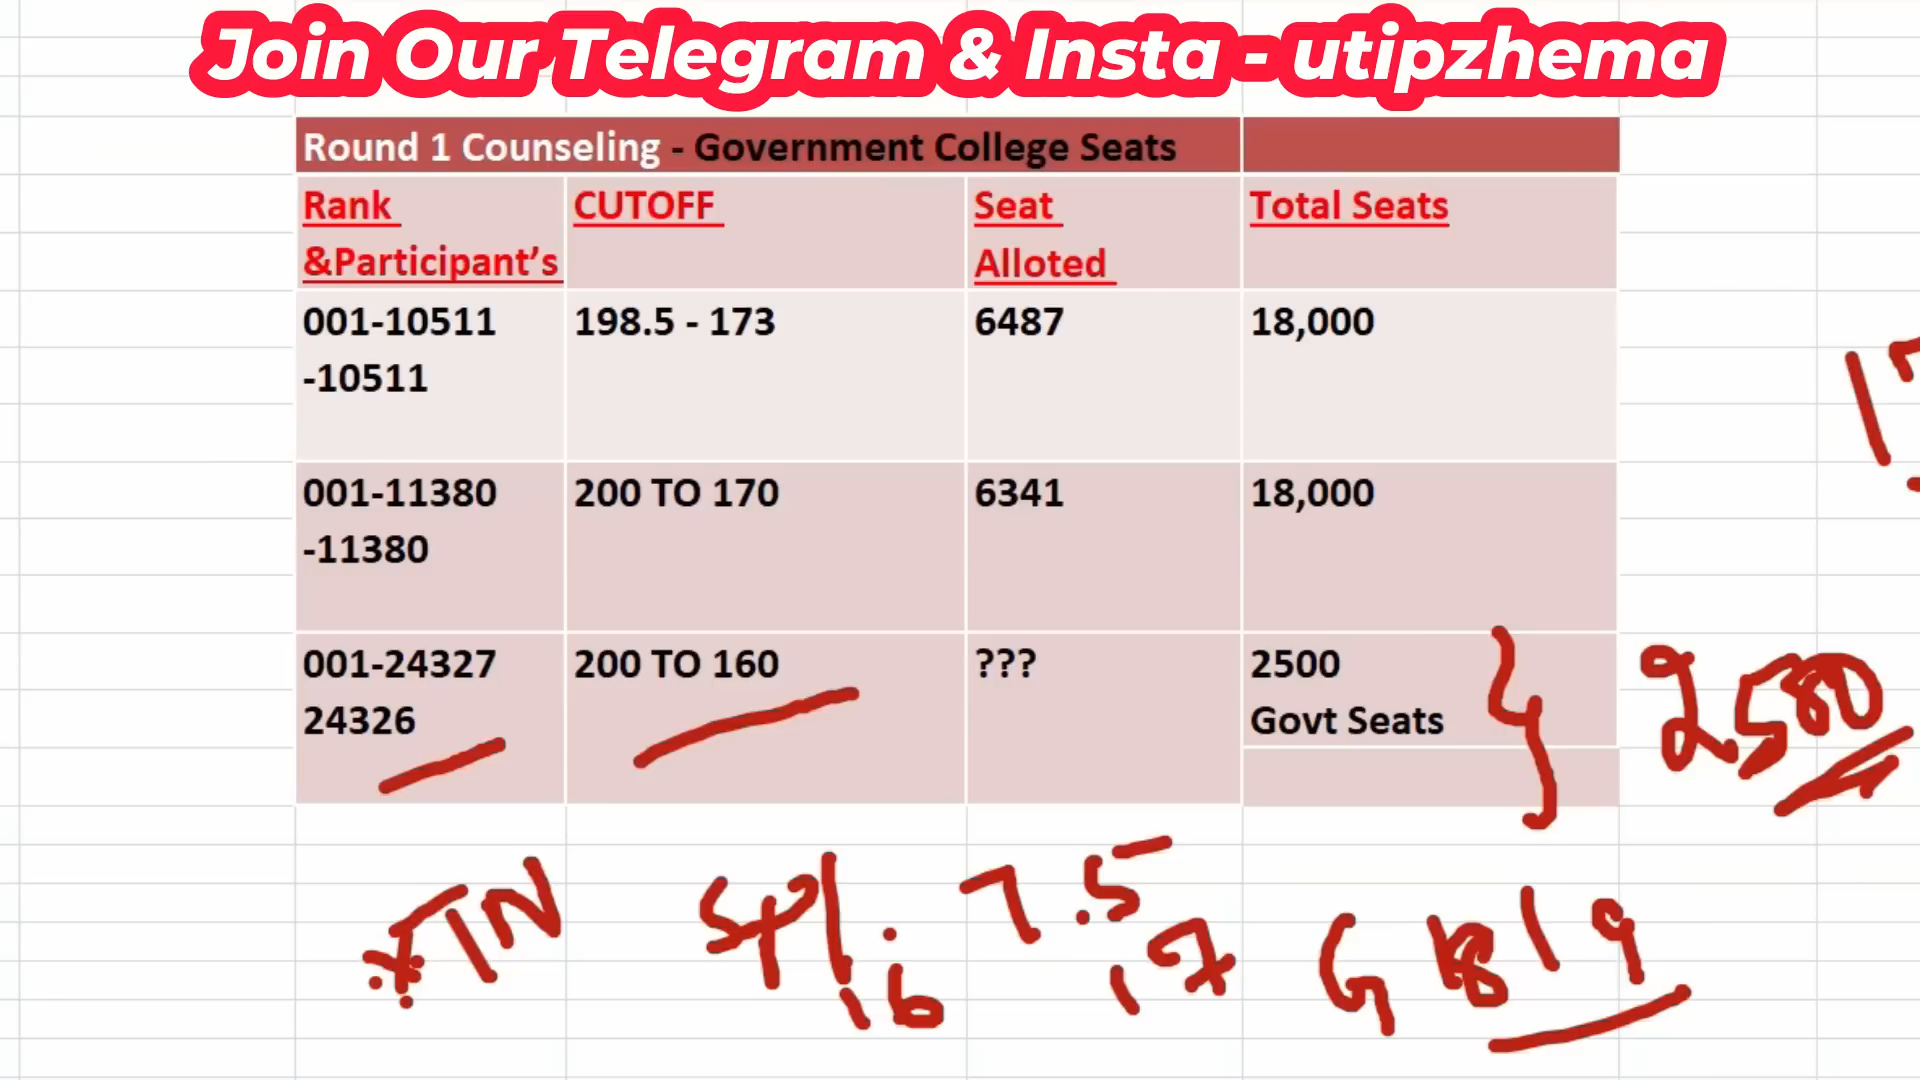 Join Our Telegram & Insta - utipzhema
Round 1 Counseling - Government College Seats
Rank &Participant's CUTOFF Seat Alloted Total Seats
001-10511 198.5 - 173 6487 18,000
-10511
001-11380 200 TO 170 6341 18,000
-11380
001-24327 200 TO 160 ??? 2500
24326 Govt Seats
2500
TN Spl 7.5